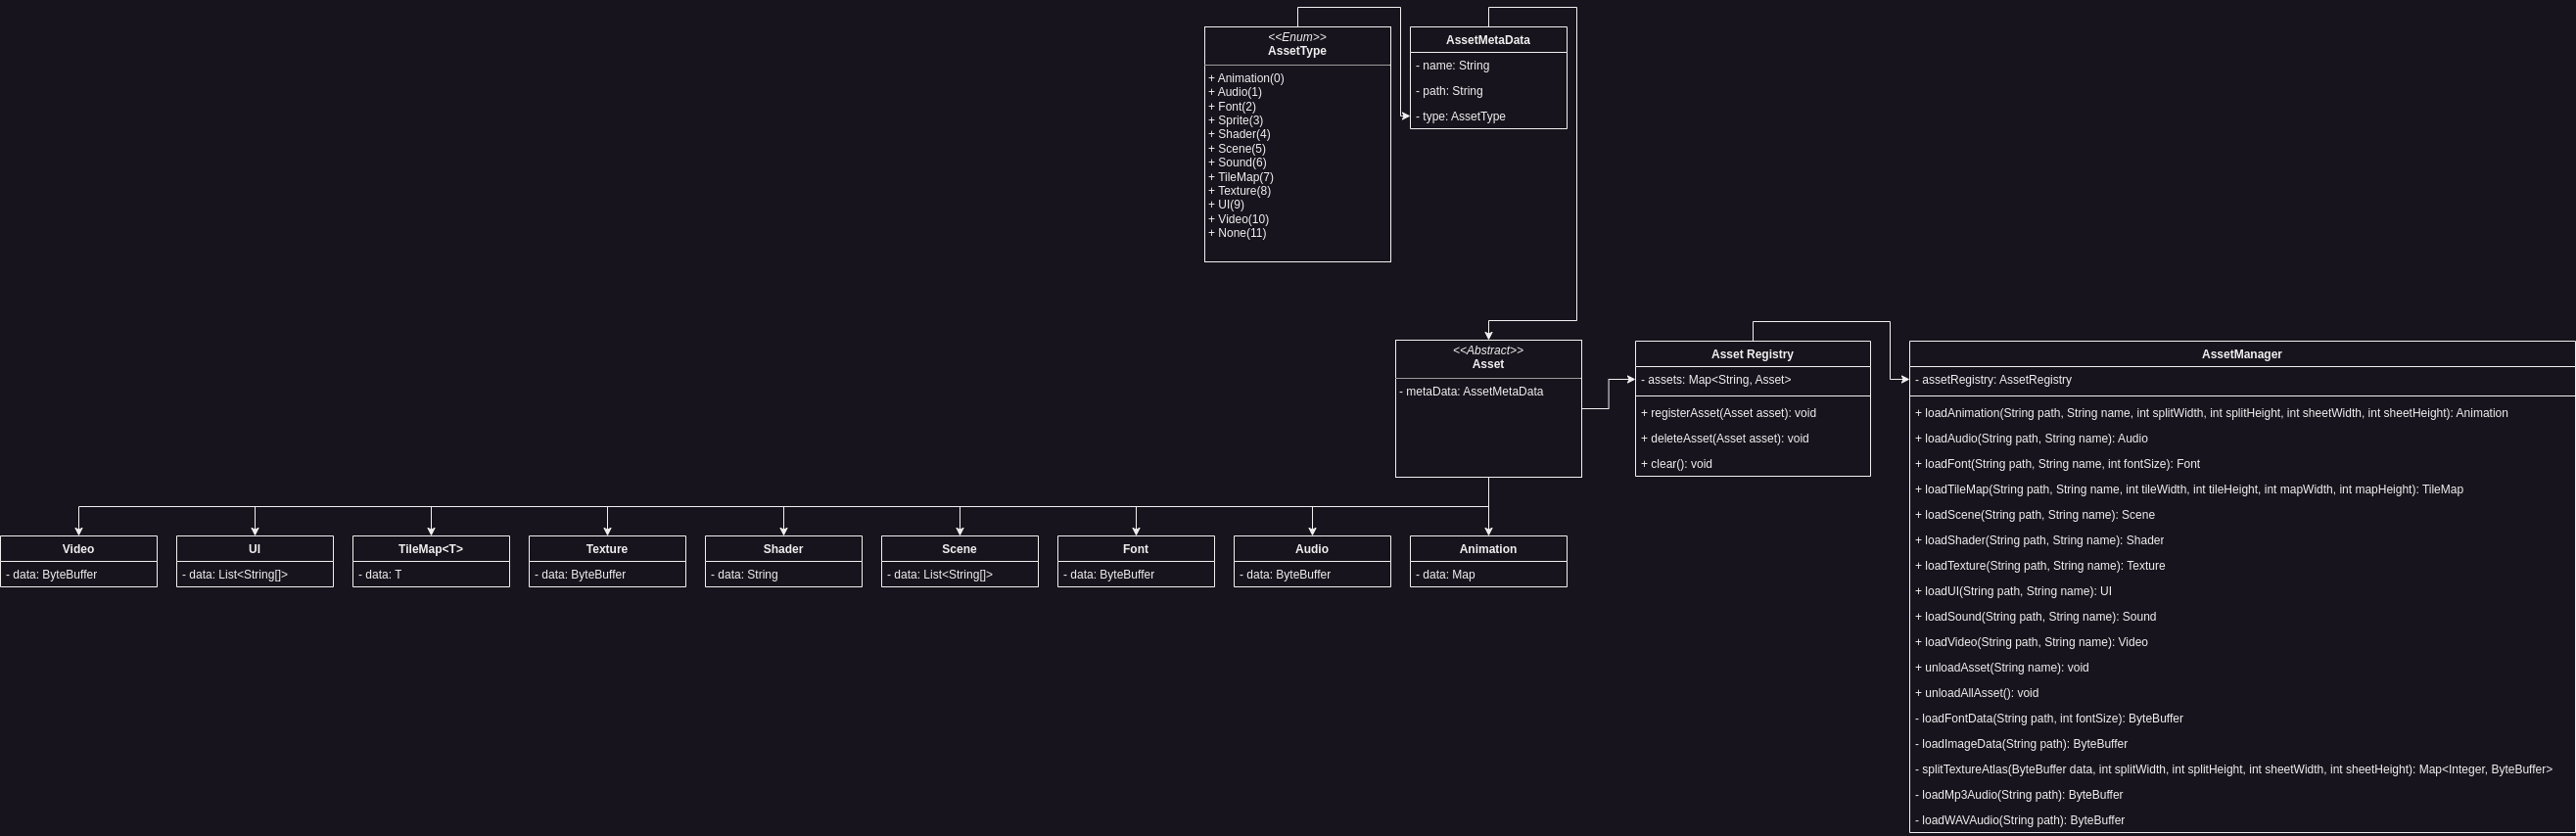 <<Enum>>
AssetType
+ Animation(0)
+ Audio(1)
+ Font(2)
+ Sprite(3)
+ Shader(4)
+ Scene(5)
+ Sound(6)
+ TileMap(7)
+ Texture(8)
+ UI(9)
+ Video(10)
+ None(11)
AssetMetaData
- name: String
- path: String
- type: AssetType
<<Abstract>>
Asset
- metaData: AssetMetaData
Asset Registry
- assets: Map<String, Asset>
+ registerAsset(Asset asset): void
+ deleteAsset(Asset asset): void
+ clear(): void
AssetManager
- assetRegistry: AssetRegistry
+ loadAnimation(String path, String name, int splitWidth, int splitHeight, int sheetWidth, int sheetHeight): Animation
+ loadAudio(String path, String name): Audio
+ loadFont(String path, String name, int fontSize): Font
+ loadTileMap(String path, String name, int tileWidth, int tileHeight, int mapWidth, int mapHeight): TileMap
+ loadScene(String path, String name): Scene
+ loadShader(String path, String name): Shader
+ loadTexture(String path, String name): Texture
+ loadUI(String path, String name): UI
+ loadSound(String path, String name): Sound
+ loadVideo(String path, String name): Video
+ unloadAsset(String name): void
+ unloadAllAsset(): void
- loadFontData(String path, int fontSize): ByteBuffer
- loadImageData(String path): ByteBuffer
- splitTextureAtlas(ByteBuffer data, int splitWidth, int splitHeight, int sheetWidth, int sheetHeight): Map<Integer, ByteBuffer>
- loadMp3Audio(String path): ByteBuffer
- loadWAVAudio(String path): ByteBuffer
Video
- data: ByteBuffer
UI
- data: List<String[]>
TileMap<T>
- data: T
Texture
- data: ByteBuffer
Shader
- data: String
Scene
- data: List<String[]>
Font
- data: ByteBuffer
Audio
- data: ByteBuffer
Animation
- data: Map